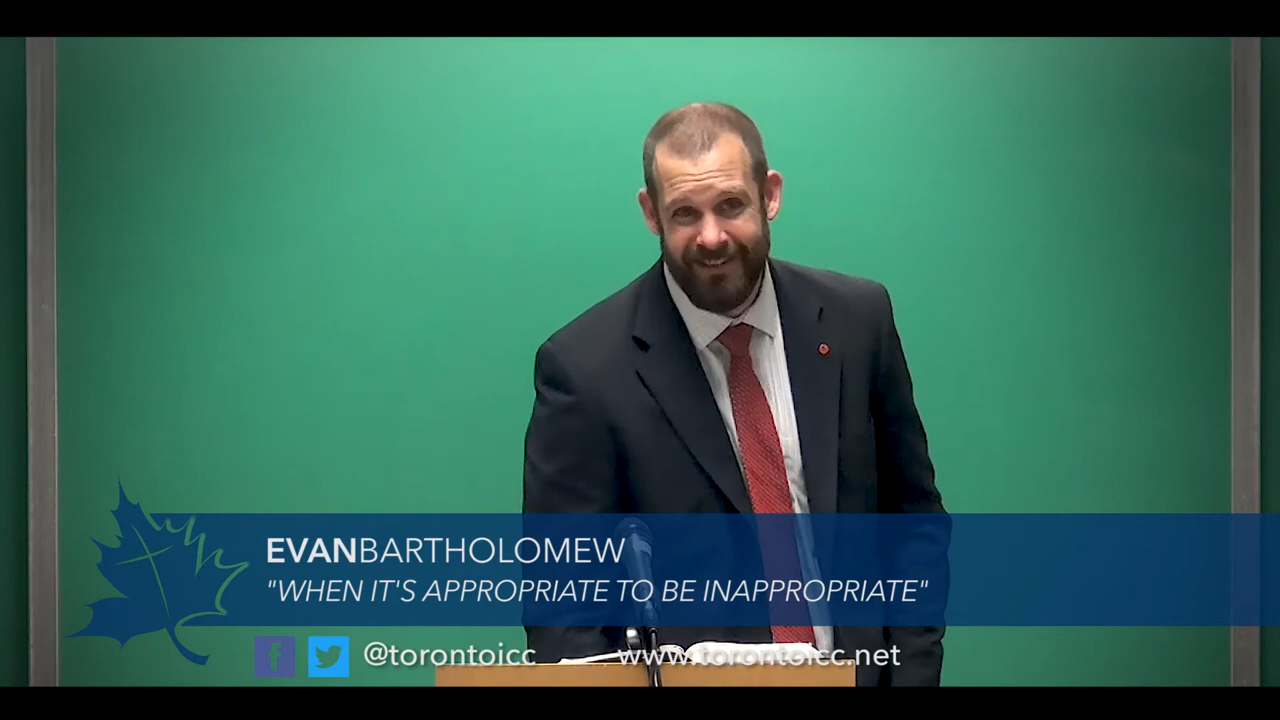 EVANBARTHOLOMEW
"WHEN IT'S APPROPRIATE TO BE INAPPROPRIATE"
@torontoicc www.torontoicc.net